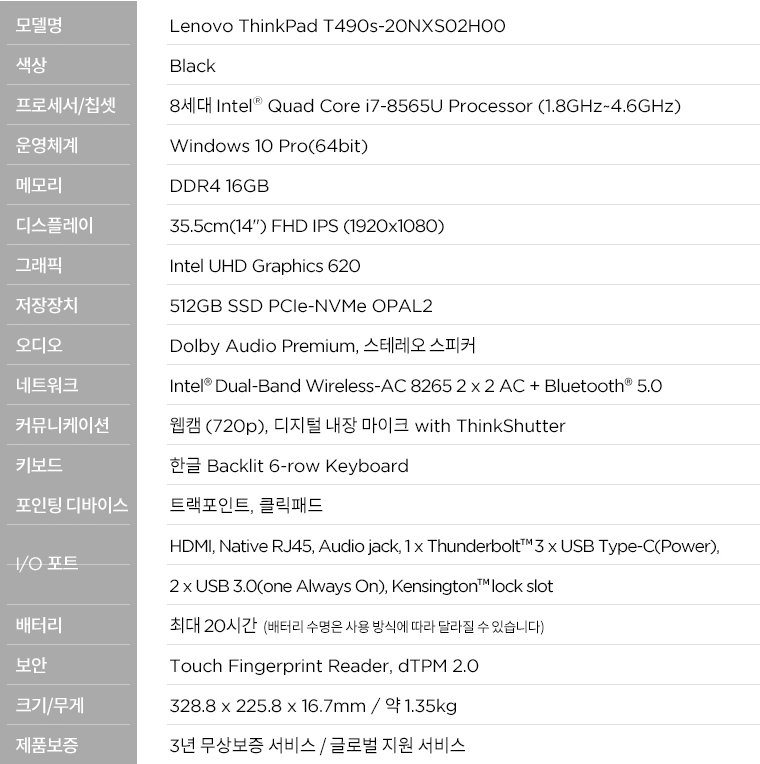 모델명 Lenovo ThinkPad T490s-20NXS02H00
색상 Black
프로세서/칩셋 8세대 Intel® Quad Core i7-8565U Processor (1.8GHz~4.6GHz)
운영체계 Windows 10 Pro(64bit)
메모리 DDR4 16GB
디스플레이 35.5cm(14") FHD IPS (1920x1080)
그래픽 Intel UHD Graphics 620
저장장치 512GB SSD PCIe-NVMe OPAL2
오디오 Dolby Audio Premium, 스테레오 스피커
네트워크 Intel® Dual-Band Wireless-AC 8265 2 x 2 AC + Bluetooth® 5.0
커뮤니케이션 웹캠 (720p), 디지털 내장 마이크 with ThinkShutter
키보드 한글 Backlit 6-row Keyboard
포인팅 디바이스 트랙포인트, 클릭패드
I/O 포트 HDMI, Native RJ45, Audio jack, 1 x Thunderbolt™ 3 x USB Type-C(Power),
2 x USB 3.0(one Always On), Kensington™ lock slot
배터리 최대 20시간 (배터리 수명은 사용 방식에 따라 달라질 수 있습니다)
보안 Touch Fingerprint Reader, dTPM 2.0
크기/무게 328.8 x 225.8 x 16.7mm / 약 1.35kg
제품보증 3년 무상보증 서비스 / 글로벌 지원 서비스